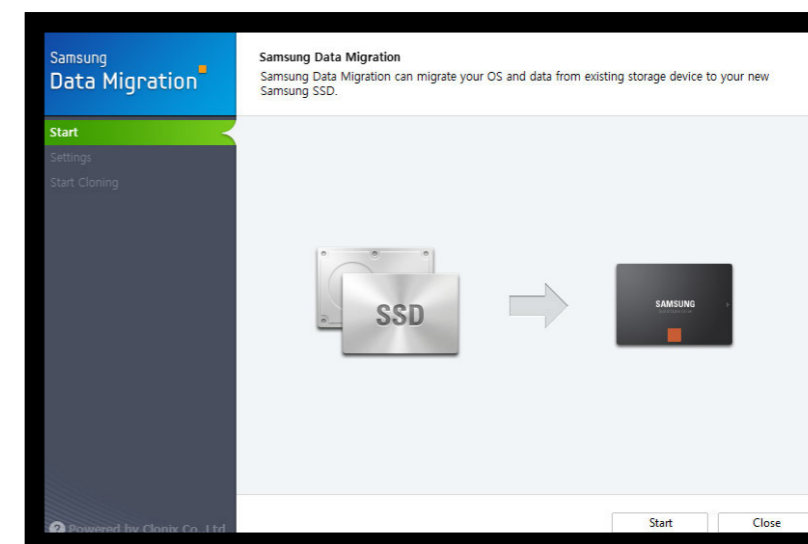 Samsung
Data Migration
Samsung Data Migration
Samsung Data Migration can migrate your OS and data from existing storage device to your new
Samsung SSD.
Start
Settings
Start Cloning
SSD
SAMSUNG
? Powered by Clonix Co., Ltd
Start
Close